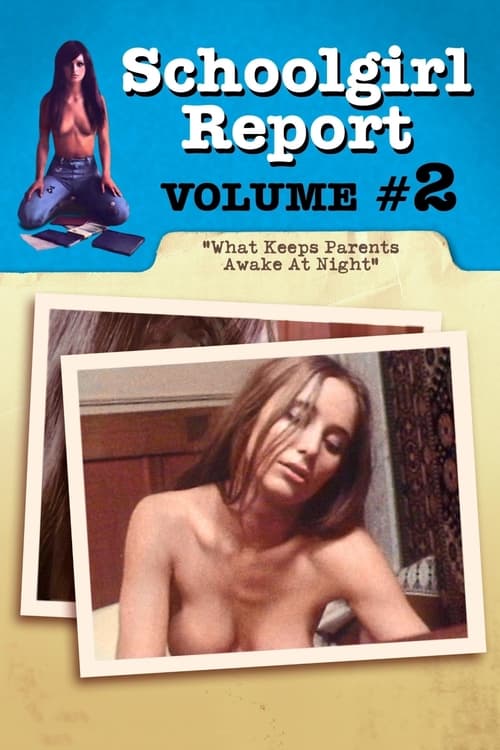 Schoolgirl
Report
VOLUME #2
"What Keeps Parents
Awake At Night"